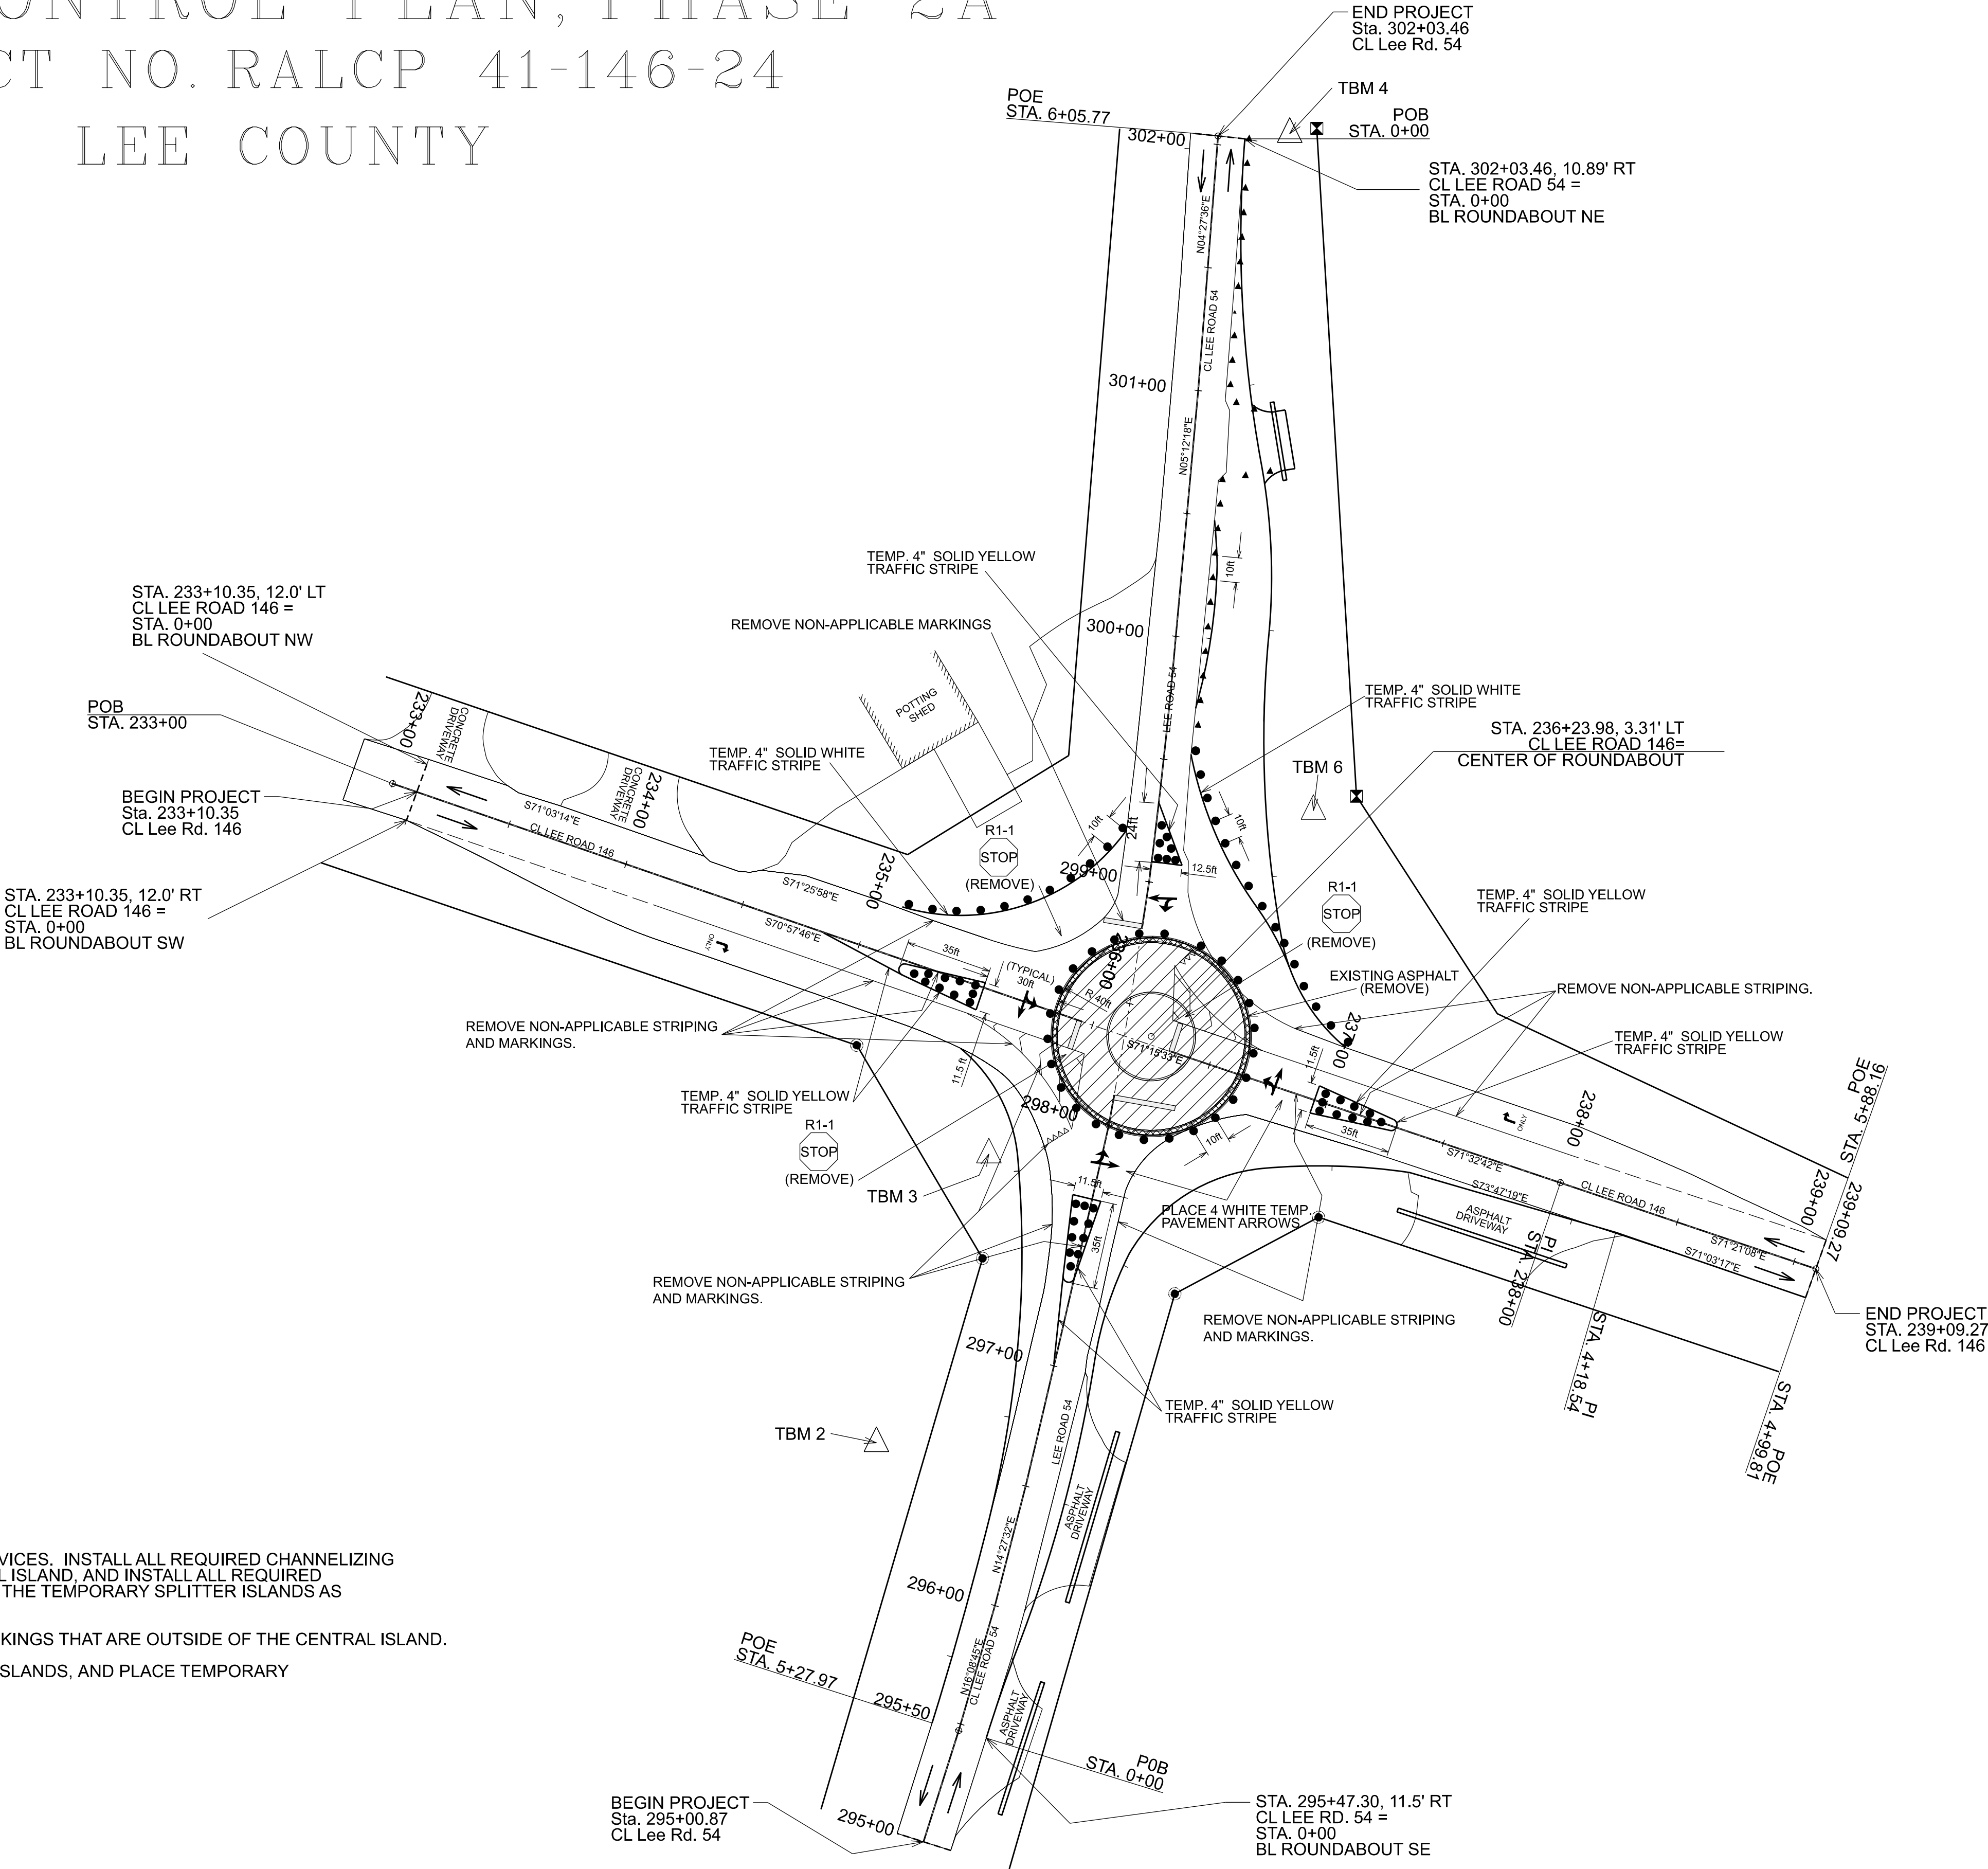 CONTROL PLAN, PHASE 2A
CT NO. RALCP 41-146-24
LEE COUNTY
END PROJECT
Sta. 302+03.46
CL Lee Rd. 54
TBM 4
POE
STA. 6+05.77
302+00
POB
STA. 0+00
STA. 302+03.46, 10.89' RT
CL LEE ROAD 54 =
STA. 0+00
BL ROUNDABOUT NE
N04°27'36"E
CL LEE ROAD 54
301+00
N05°12'18"E
10ft
TEMP. 4" SOLID YELLOW
TRAFFIC STRIPE
REMOVE NON-APPLICABLE MARKINGS
300+00
LEE ROAD 54
STA. 233+10.35, 12.0' LT
CL LEE ROAD 146 =
STA. 0+00
BL ROUNDABOUT NW
POB
STA. 233+00
233+00
CONCRETE
DRIVEWAY
CONCRETE
DRIVEWAY
234+00
POTTING
SHED
TEMP. 4" SOLID WHITE
TRAFFIC STRIPE
TEMP. 4" SOLID WHITE
TRAFFIC STRIPE
STA. 236+23.98, 3.31' LT
CL LEE ROAD 146=
CENTER OF ROUNDABOUT
TBM 6
BEGIN PROJECT
Sta. 233+10.35
CL Lee Rd. 146
S71°03'14"E
CL LEE ROAD 146
10ft
24ft
10ft
R1-1
STOP
(REMOVE)
299+00
12.5ft
235+00
S71°25'58"E
S70°57'46"E
ONLY
STA. 233+10.35, 12.0' RT
CL LEE ROAD 146 =
STA. 0+00
BL ROUNDABOUT SW
R1-1
STOP
(REMOVE)
TEMP. 4" SOLID YELLOW
TRAFFIC STRIPE
EXISTING ASPHALT
(REMOVE)
REMOVE NON-APPLICABLE STRIPING.
35ft
(TYPICAL)
30ft
R 40ft
236+00
S71°15'33"E
237+00
11.5 ft
11.5ft
35ft
REMOVE NON-APPLICABLE STRIPING
AND MARKINGS.
TEMP. 4" SOLID YELLOW
TRAFFIC STRIPE
TEMP. 4" SOLID YELLOW
TRAFFIC STRIPE
R1-1
STOP
(REMOVE)
298+00
10ft
TBM 3
ONLY
238+00
S71°32'42"E
S73°47'19"E
CL LEE ROAD 146
ASPHALT
DRIVEWAY
239+00
239+09.27
POE
STA. 5+88.16
S71°21'08"E
S71°03'17"E
PI
STA. 238+00
PI
STA. 4+18.54
POE
STA. 4+99.81
END PROJECT
STA. 239+09.27
CL Lee Rd. 146
11.5ft
35ft
PLACE 4 WHITE TEMP.
PAVEMENT ARROWS
REMOVE NON-APPLICABLE STRIPING
AND MARKINGS.
REMOVE NON-APPLICABLE STRIPING
AND MARKINGS.
297+00
TEMP. 4" SOLID YELLOW
TRAFFIC STRIPE
LEE ROAD 54
TBM 2
ASPHALT
DRIVEWAY
N14°27'32"E
296+00
VICES. INSTALL ALL REQUIRED CHANNELIZING
L ISLAND, AND INSTALL ALL REQUIRED
THE TEMPORARY SPLITTER ISLANDS AS
KINGS THAT ARE OUTSIDE OF THE CENTRAL ISLAND.
SLANDS, AND PLACE TEMPORARY
POE
STA. 5+27.97
295+50
N16°08'45"E
CL LEE ROAD 54
ASPHALT
DRIVEWAY
P0B
STA. 0+00
BEGIN PROJECT
Sta. 295+00.87
CL Lee Rd. 54
295+00
STA. 295+47.30, 11.5' RT
CL LEE RD. 54 =
STA. 0+00
BL ROUNDABOUT SE